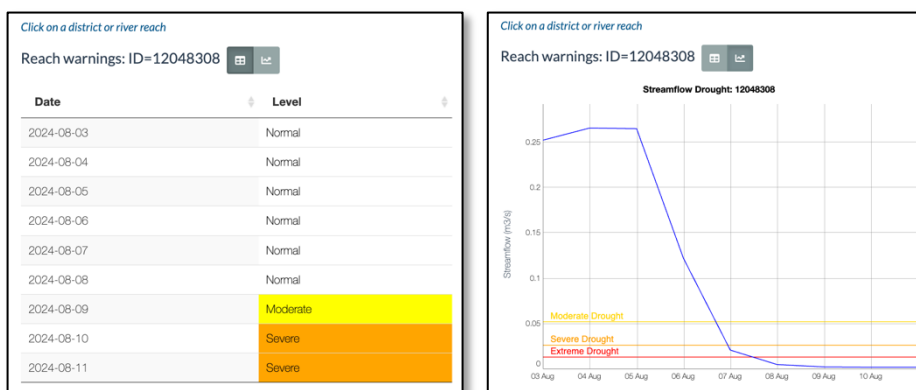 Click on a district or river reach
Reach warnings: ID=12048308
Date Level
2024-08-03 Normal
2024-08-04 Normal
2024-08-05 Normal
2024-08-06 Normal
2024-08-07 Normal
2024-08-08 Normal
2024-08-09 Moderate
2024-08-10 Severe
2024-08-11 Severe
Click on a district or river reach
Reach warnings: ID=12048308
Streamflow Drought: 12048308
Streamflow (m3/s)
0.25
0.2
0.15
0.1
0.05
0
Moderate Drought
Severe Drought
Extreme Drought
03 Aug 04 Aug 05 Aug 06 Aug 07 Aug 08 Aug 09 Aug 10 Aug